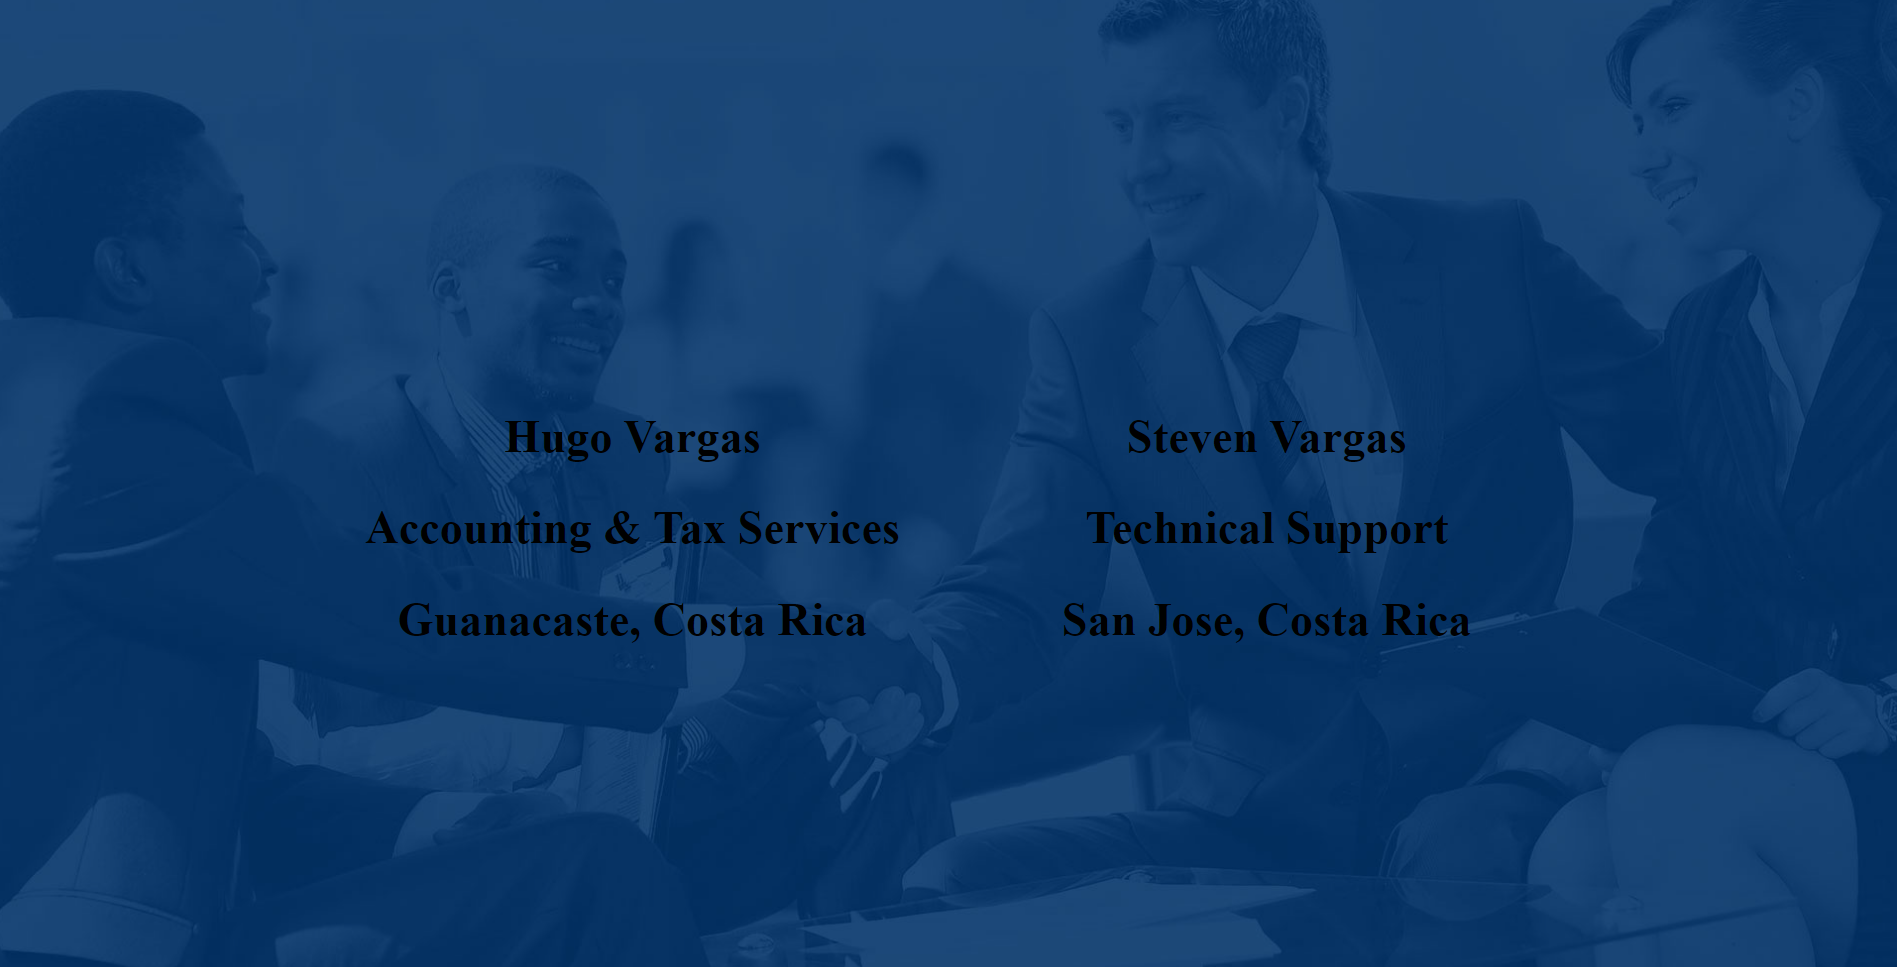 Hugo Vargas
Accounting & Tax Services
Guanacaste, Costa Rica
Steven Vargas
Technical Support
San Jose, Costa Rica